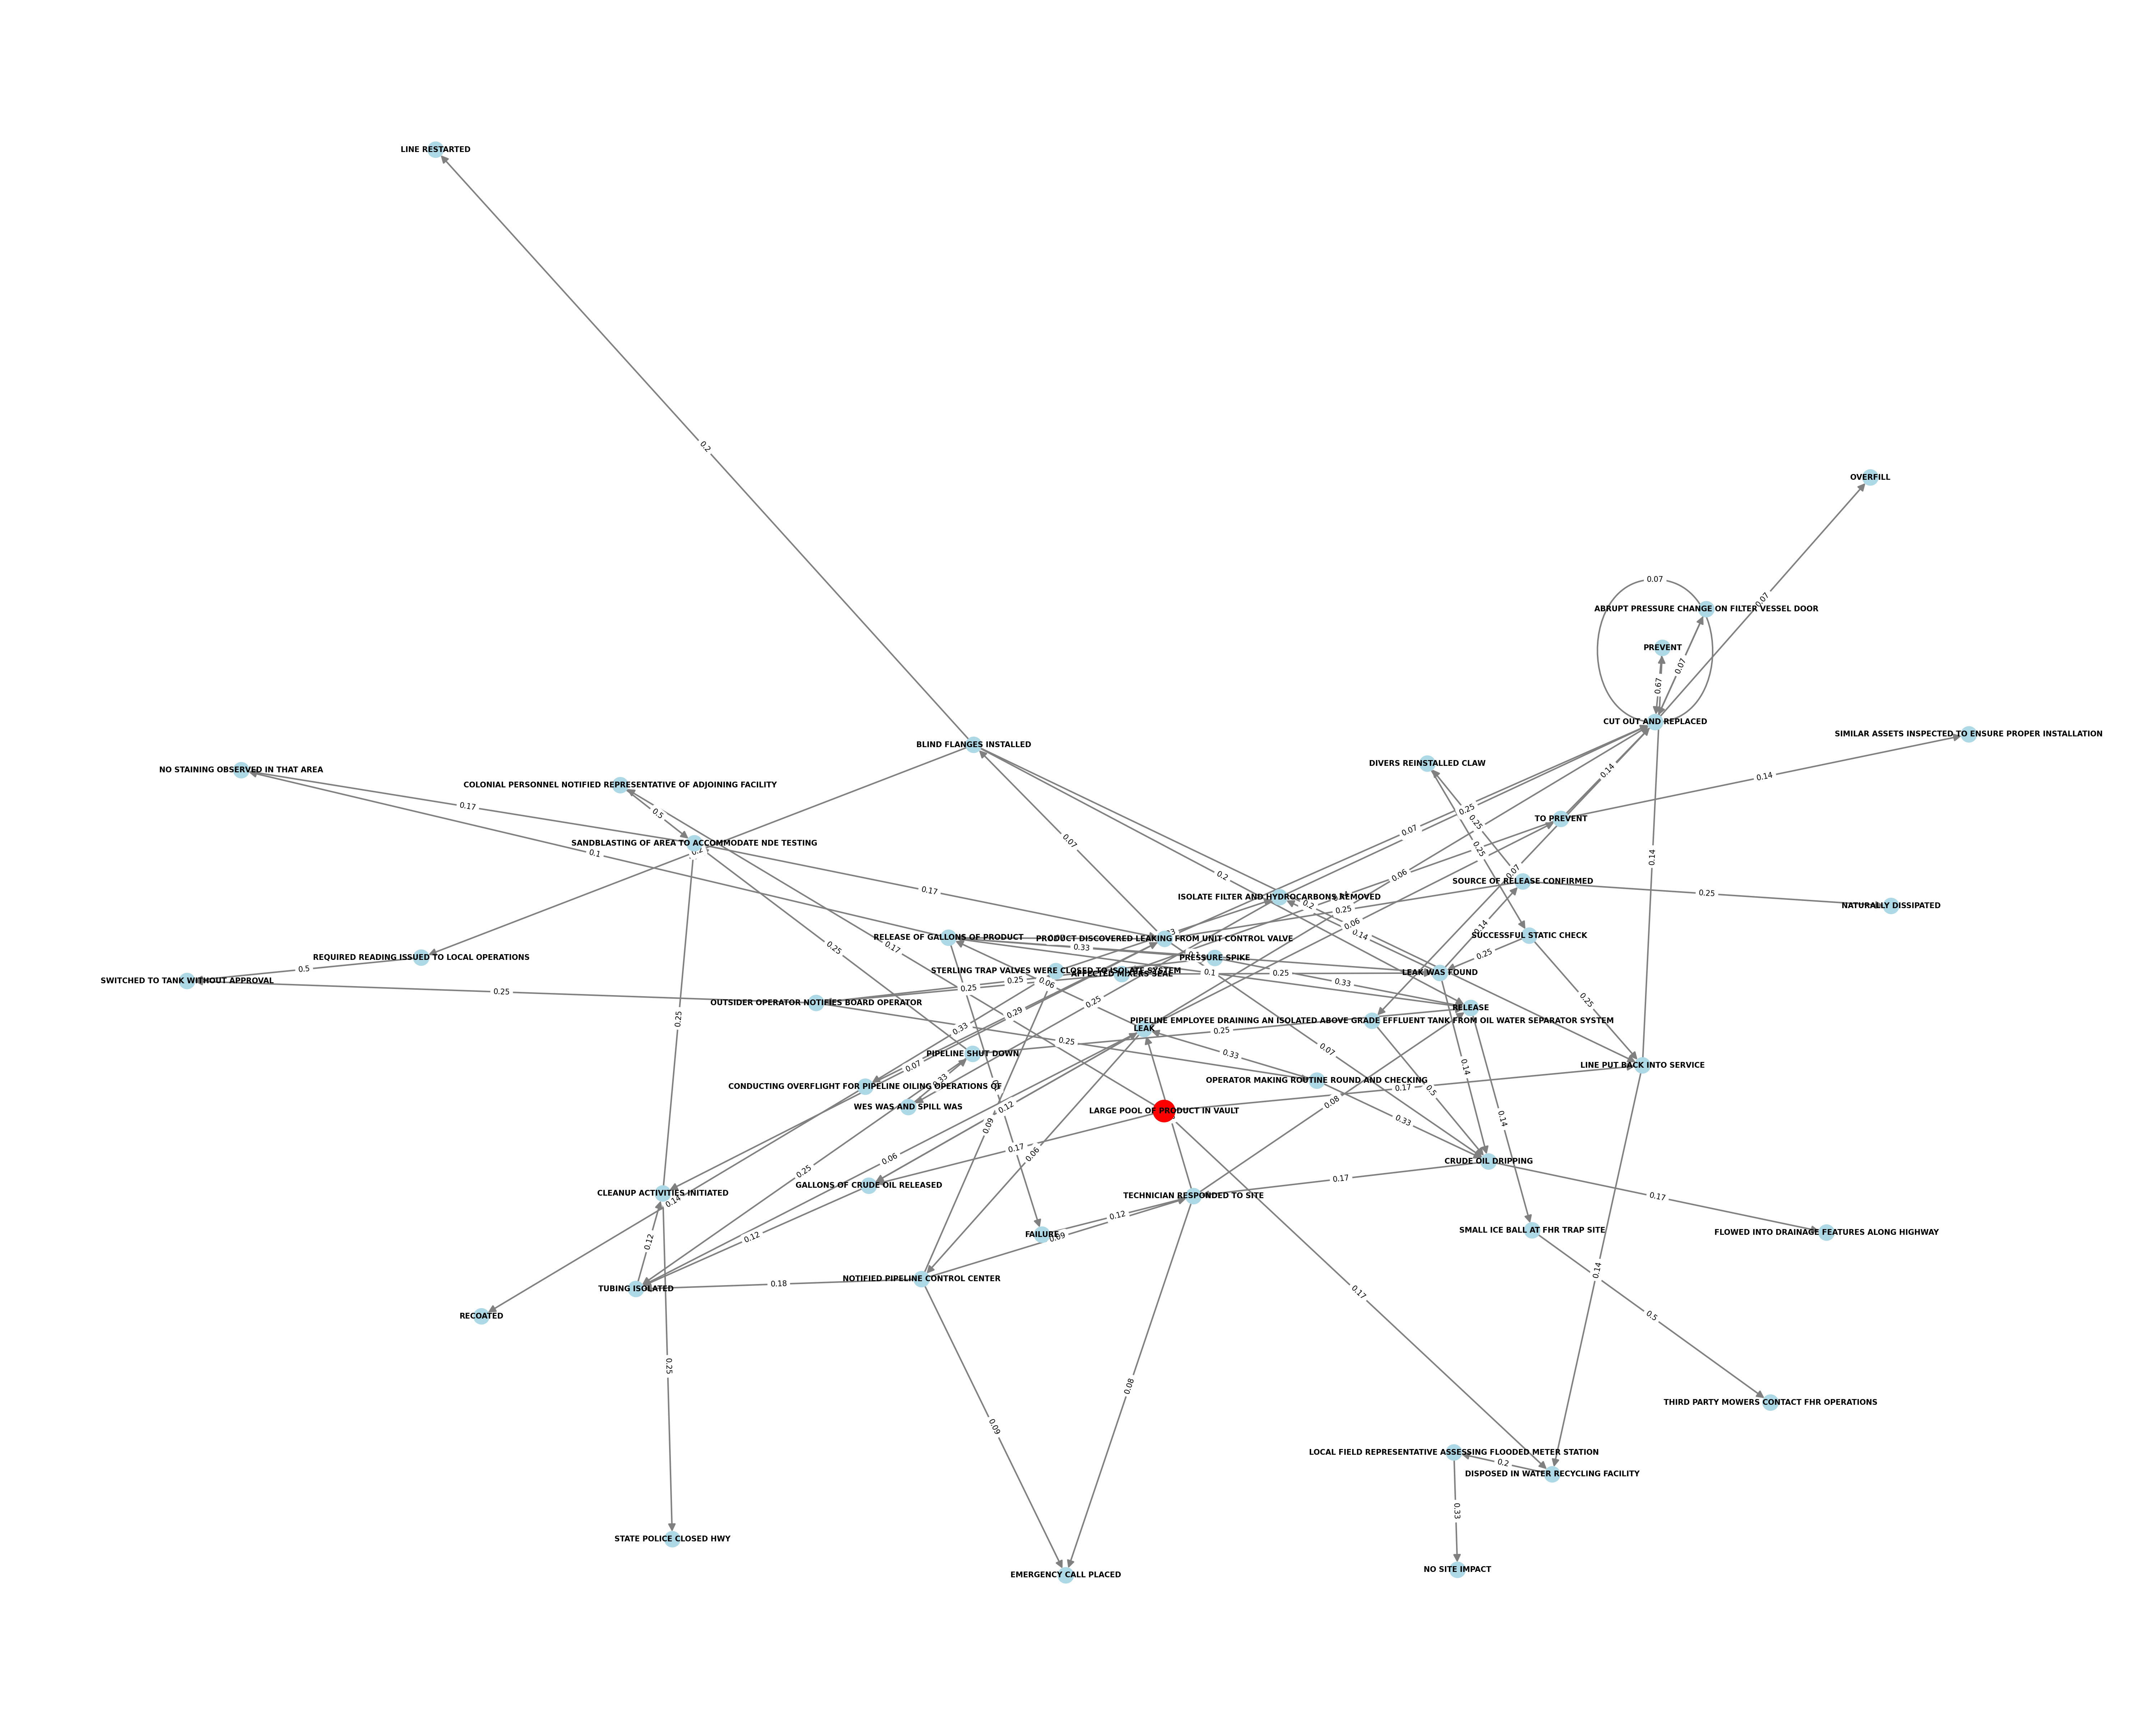 LINE RESTARTED
0.2
OVERFILL
0.07
ABRUPT PRESSURE CHANGE ON FILTER VESSEL DOOR
0.07
PREVENT
0.07
0.67
CUT OUT AND REPLACED
SIMILAR ASSETS INSPECTED TO ENSURE PROPER INSTALLATION
BLIND FLANGES INSTALLED
DIVERS REINSTALLED CLAW
NO STAINING OBSERVED IN THAT AREA
0.14
0.14
COLONIAL PERSONNEL NOTIFIED REPRESENTATIVE OF ADJOINING FACILITY
0.17
0.5
0.25
0.25
TO PREVENT
0.07
0.07
SANDBLASTING OF AREA TO ACCOMMODATE NDE TESTING
0.1
0.25
0.14
0.2
0.06
0.07
SOURCE OF RELEASE CONFIRMED
0.17
0.25
ISOLATE FILTER AND HYDROCARBONS REMOVED
0.2
NATURALLY DISSIPATED
0.25
0.06
0.14
0.14
RELEASE OF GALLONS OF PRODUCT
PRODUCT DISCOVERED LEAKING FROM UNIT CONTROL VALVE
SUCCESSFUL STATIC CHECK
0.17
0.25
0.33
REQUIRED READING ISSUED TO LOCAL OPERATIONS
PRESSURE SPIKE
0.25
0.5
STERLING TRAP VALVES WERE CLOSED TO ISOLATE SYSTEM
AFFECTED MIXERS SEAL
0.1
0.25
LEAK WAS FOUND
SWITCHED TO TANK WITHOUT APPROVAL
0.25
0.25
0.06
0.33
0.25
0.25
OUTSIDER OPERATOR NOTIFIES BOARD OPERATOR
0.25
0.25
RELEASE
0.29
0.25
PIPELINE EMPLOYEE DRAINING AN ISOLATED ABOVE GRADE EFFLUENT TANK FROM OIL WATER SEPARATOR SYSTEM
0.33
LEAK
0.25
0.25
PIPELINE SHUT DOWN
0.33
0.07
0.07
0.14
LINE PUT BACK INTO SERVICE
0.33
OPERATOR MAKING ROUTINE ROUND AND CHECKING
CONDUCTING OVERFLIGHT FOR PIPELINE OILING OPERATIONS OF
0.17
0.5
WES WAS AND SPILL WAS
0.12
0.08
LARGE POOL OF PRODUCT IN VAULT
0.14
0.09
0.33
0.17
0.06
0.06
CRUDE OIL DRIPPING
0.25
0.17
GALLONS OF CRUDE OIL RELEASED
CLEANUP ACTIVITIES INITIATED
TECHNICIAN RESPONDED TO SITE
0.17
0.14
0.12
SMALL ICE BALL AT FHR TRAP SITE
FLOWED INTO DRAINAGE FEATURES ALONG HIGHWAY
FAILURE
0.09
0.12
0.12
0.14
NOTIFIED PIPELINE CONTROL CENTER
0.18
TUBING ISOLATED
0.17
RECOATED
0.5
0.25
0.08
THIRD PARTY MOWERS CONTACT FHR OPERATIONS
0.09
LOCAL FIELD REPRESENTATIVE ASSESSING FLOODED METER STATION
0.2
DISPOSED IN WATER RECYCLING FACILITY
0.33
STATE POLICE CLOSED HWY
NO SITE IMPACT
EMERGENCY CALL PLACED